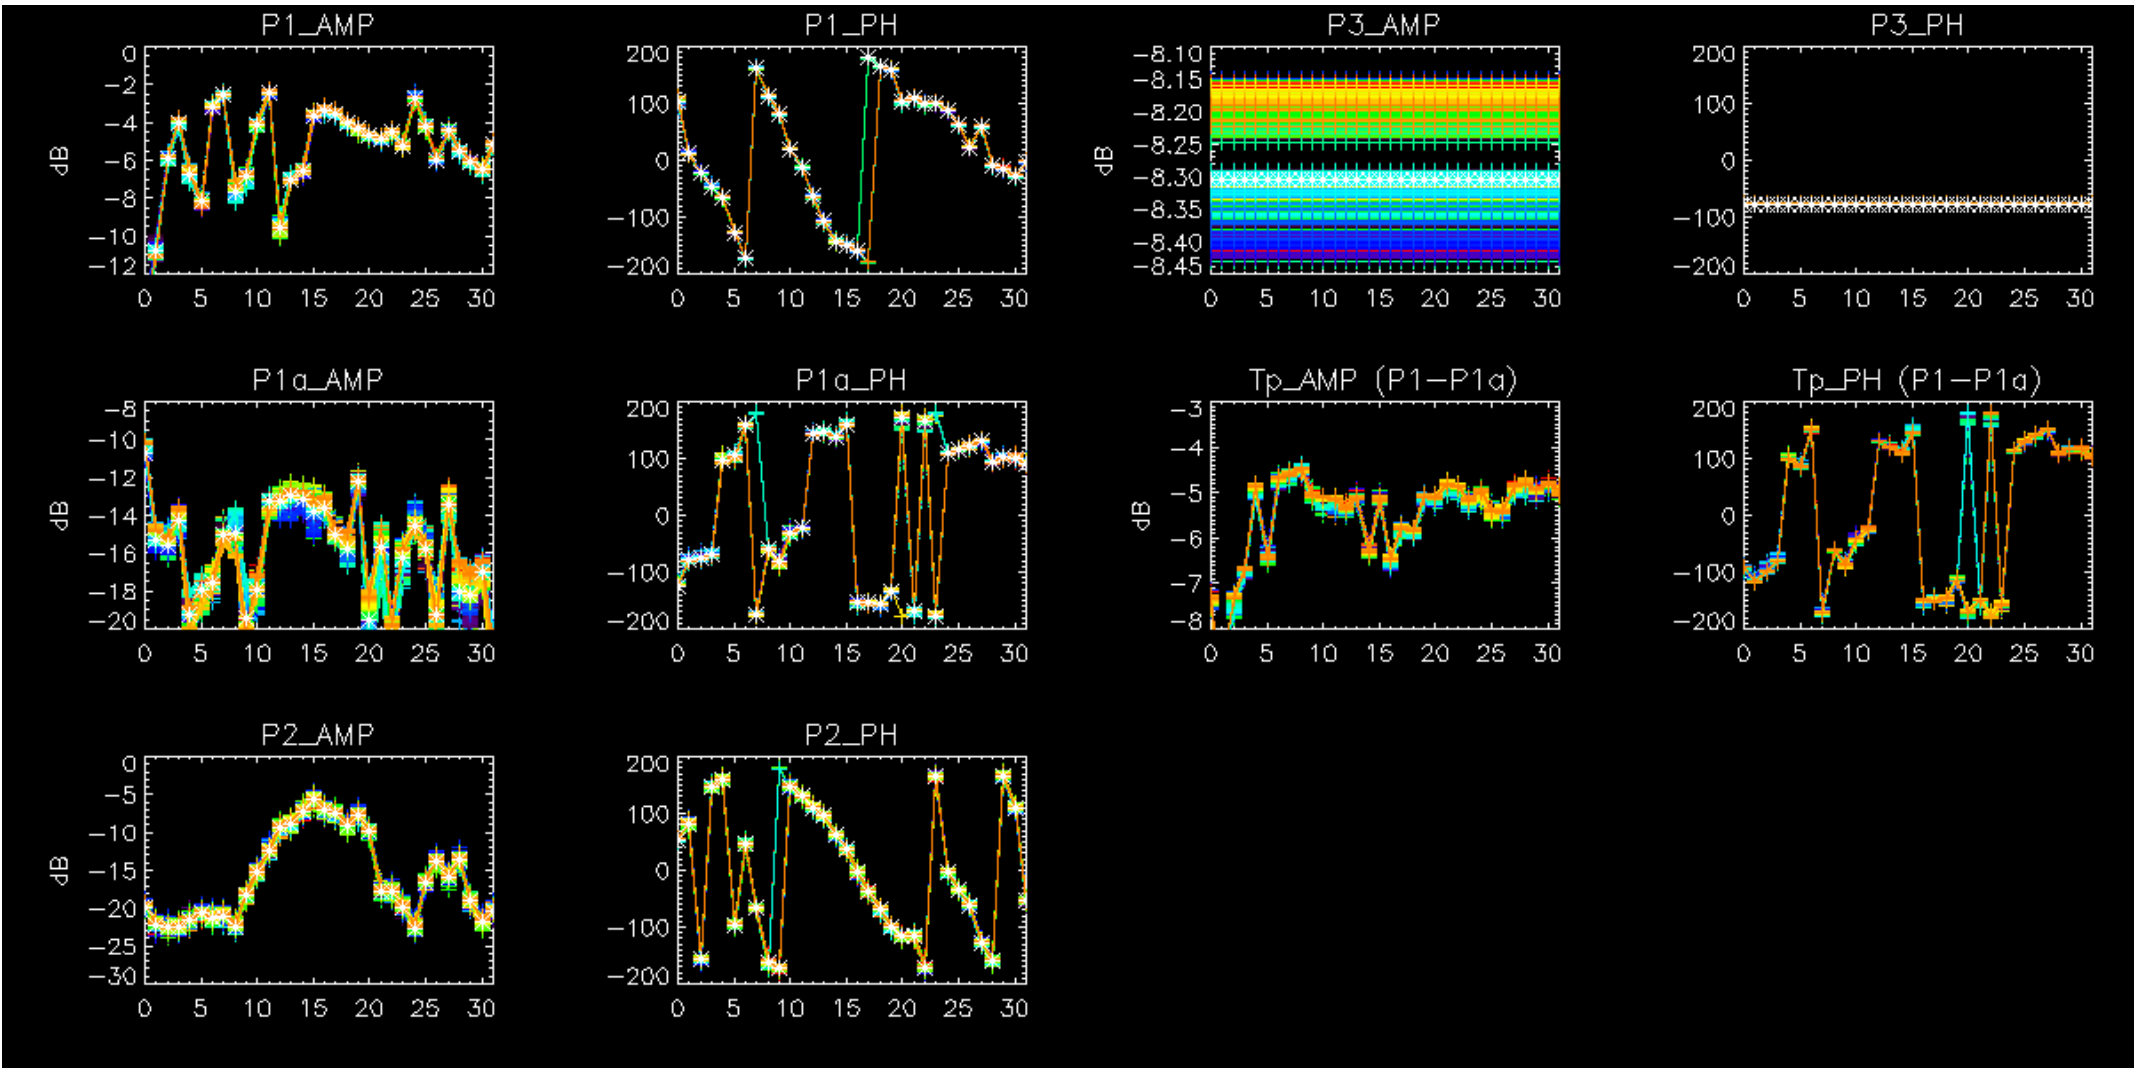 P1_AMP P1_PH P3_AMP P3_PH
0 200 −8.10 200
−2 100 −8.15 100
−4 0 −8.20 0
−6 −100 −8.25 −100
−8 −200 −8.30 −200
−10 −8.35
−12 −8.40
−8.45
dB dB
0 5 10 15 20 25 30 0 5 10 15 20 25 30 0 5 10 15 20 25 30 0 5 10 15 20 25 30
P1a_AMP P1a_PH Tp_AMP (P1−P1a) Tp_PH (P1−P1a)
−8 200 −3 200
−10 100 −4 100
−12 0 −5 0
−14 −100 −6 −100
−16 −200 −7 −200
−18 −8
−20
dB dB
0 5 10 15 20 25 30 0 5 10 15 20 25 30 0 5 10 15 20 25 30 0 5 10 15 20 25 30
P2_AMP P2_PH
0 200
−5 100
−10 0
−15 −100
−20 −200
−25
−30
dB
0 5 10 15 20 25 30 0 5 10 15 20 25 30